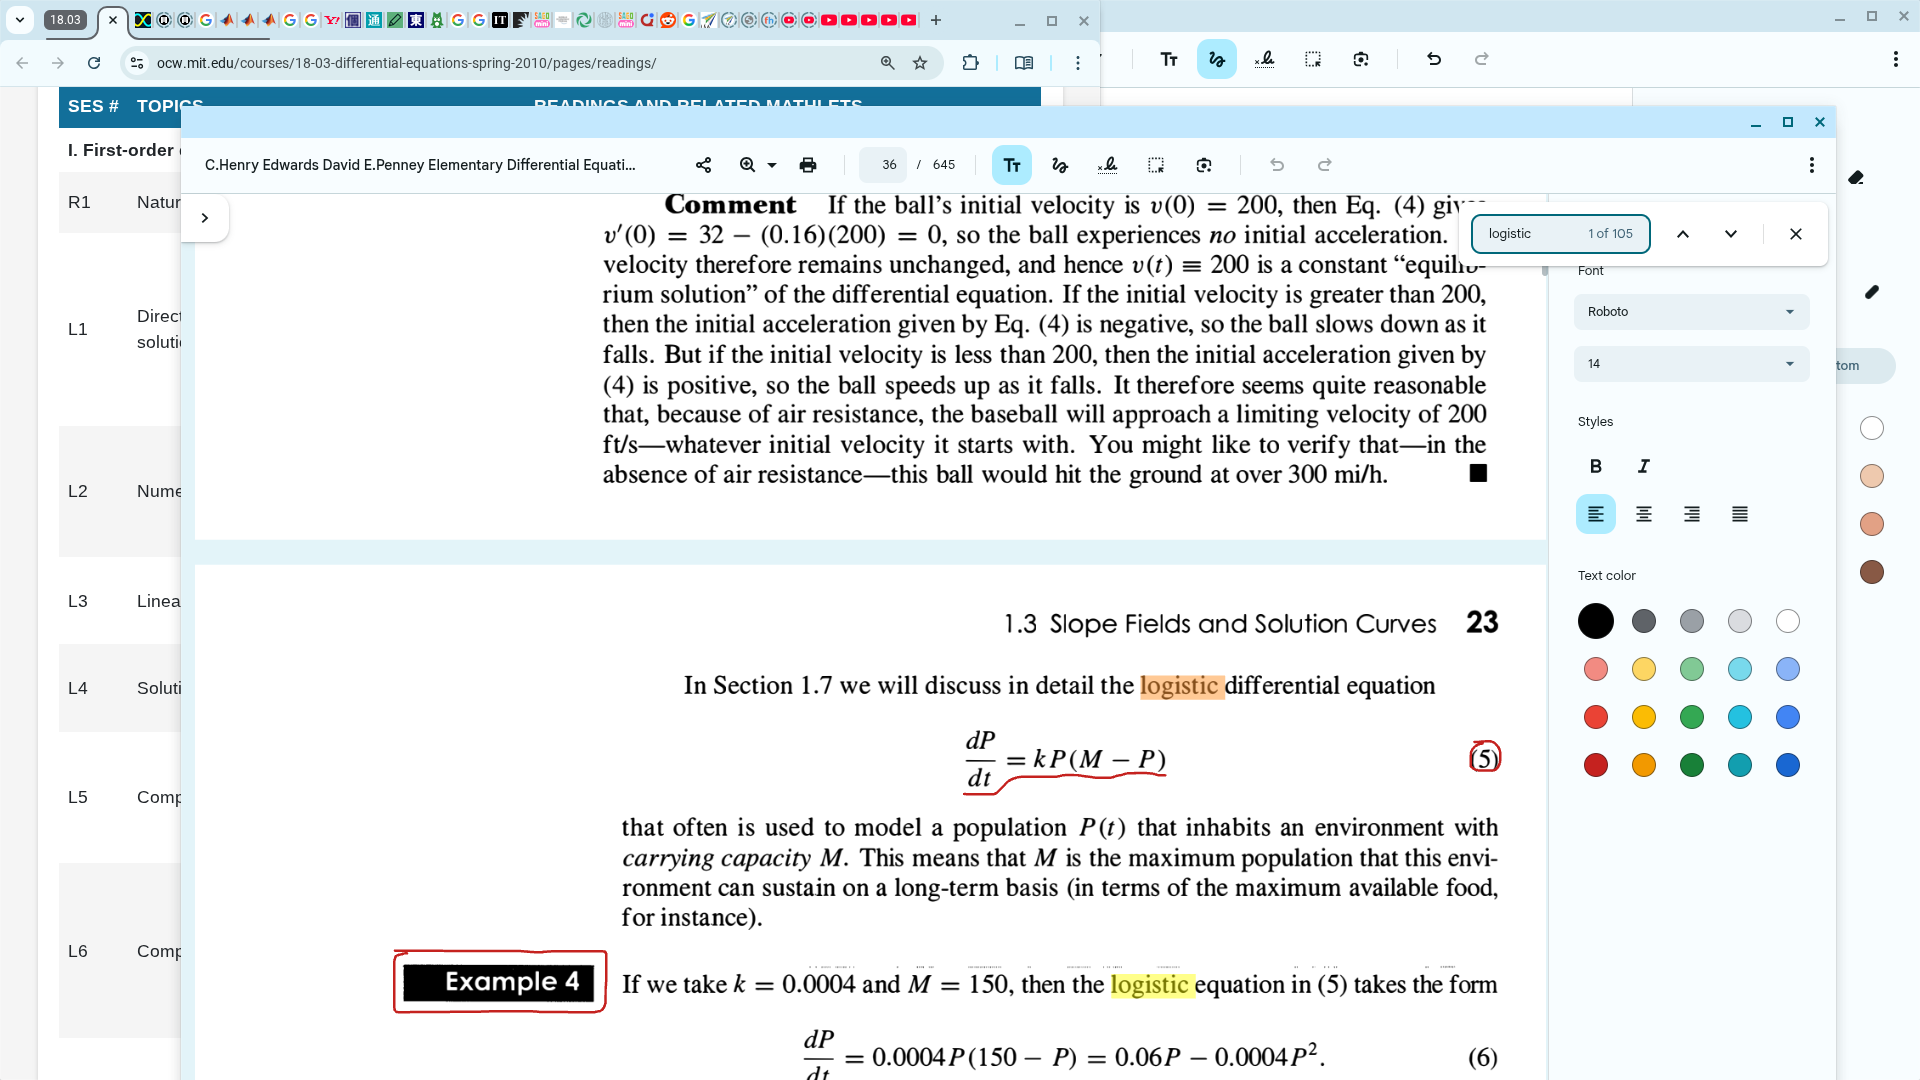 18.03
ocw.mit.edu/courses/18-03-differential-equations-spring-2010/pages/readings/
SES # TOPICS READINGS AND RELATED MATHLETS
I. First-order
R1 Natur
L1 Direct
soluti
L2 Nume
L3 Linea
L4 Soluti
L5 Comp
L6 Comp
C.Henry Edwards David E.Penney Elementary Differential Equati...
36 / 645
logistic 1 of 105
Comment If the ball’s initial velocity is v(0) = 200, then Eq. (4) gives
v′(0) = 32 − (0.16)(200) = 0, so the ball experiences no initial acceleration.
velocity therefore remains unchanged, and hence v(t) ≡ 200 is a constant “equilib-
rium solution” of the differential equation. If the initial velocity is greater than 200,
then the initial acceleration given by Eq. (4) is negative, so the ball slows down as it
falls. But if the initial velocity is less than 200, then the initial acceleration given by
(4) is positive, so the ball speeds up as it falls. It therefore seems quite reasonable
that, because of air resistance, the baseball will approach a limiting velocity of 200
ft/s—whatever initial velocity it starts with. You might like to verify that—in the
absence of air resistance—this ball would hit the ground at over 300 mi/h. ■
1.3 Slope Fields and Solution Curves 23
In Section 1.7 we will discuss in detail the logistic differential equation
dP/dt = kP(M − P) (5)
that often is used to model a population P(t) that inhabits an environment with
carrying capacity M. This means that M is the maximum population that this envi-
ronment can sustain on a long-term basis (in terms of the maximum available food,
for instance).
Example 4 If we take k = 0.0004 and M = 150, then the logistic equation in (5) takes the form
dP/dt = 0.0004P(150 − P) = 0.06P − 0.0004P². (6)
Font
Roboto
14
Styles
B I
Text color
tom